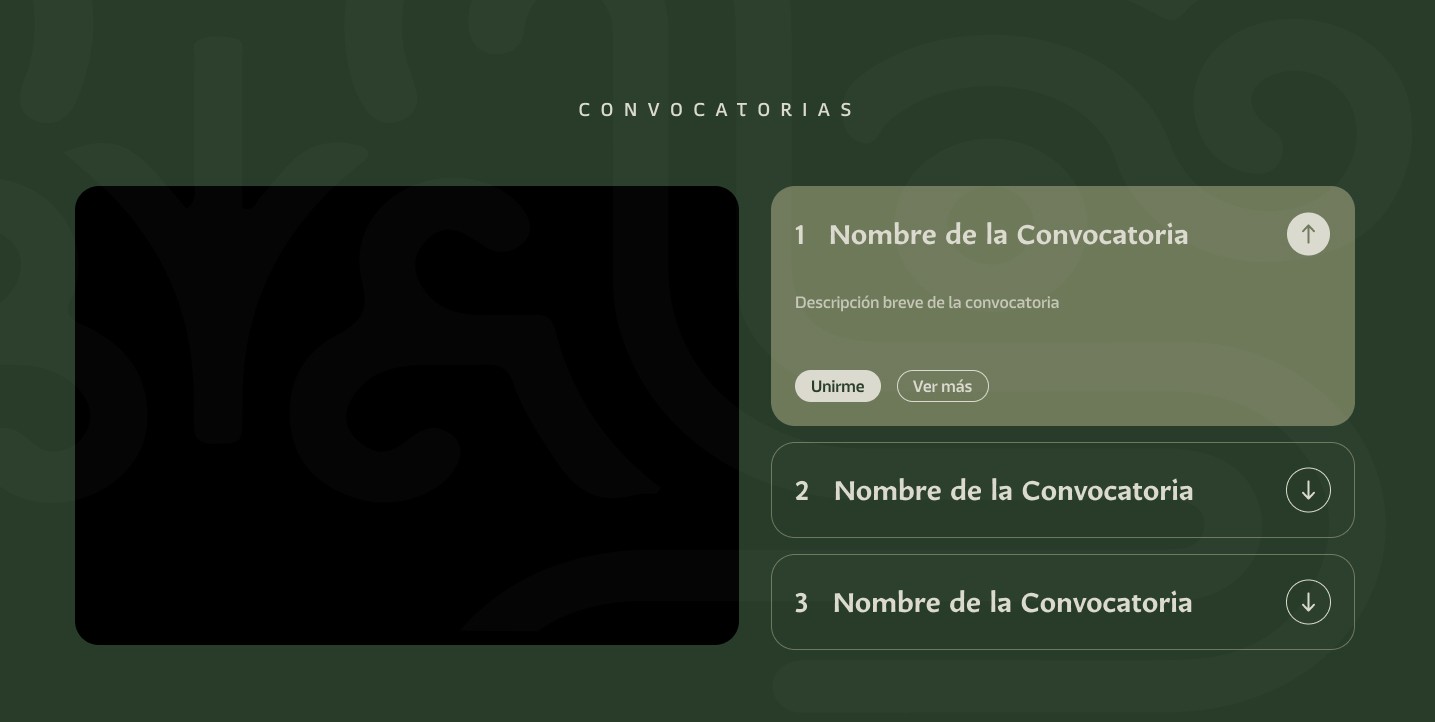 CONVOCATORIAS
1 Nombre de la Convocatoria
Descripción breve de la convocatoria
Unirme Ver más
2 Nombre de la Convocatoria
3 Nombre de la Convocatoria